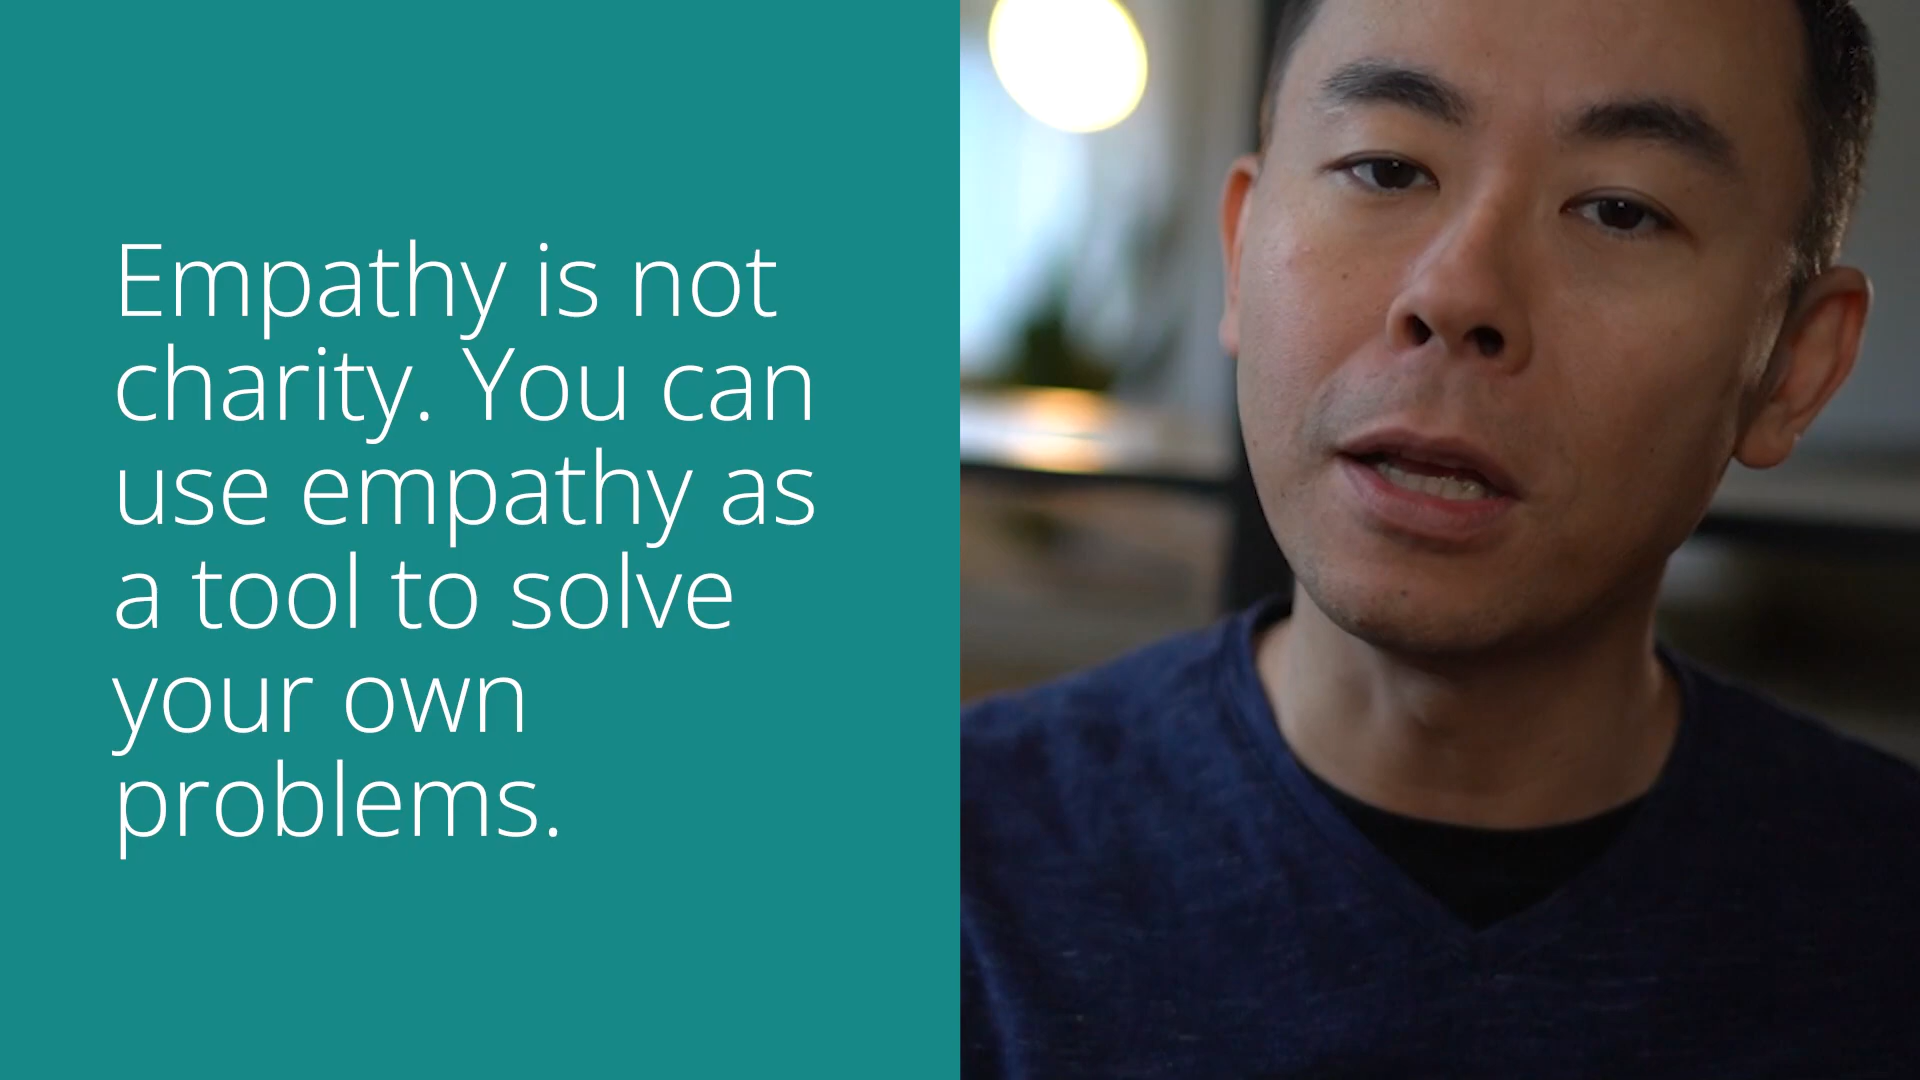 Empathy is not
charity. You can
use empathy as
a tool to solve
your own
problems.